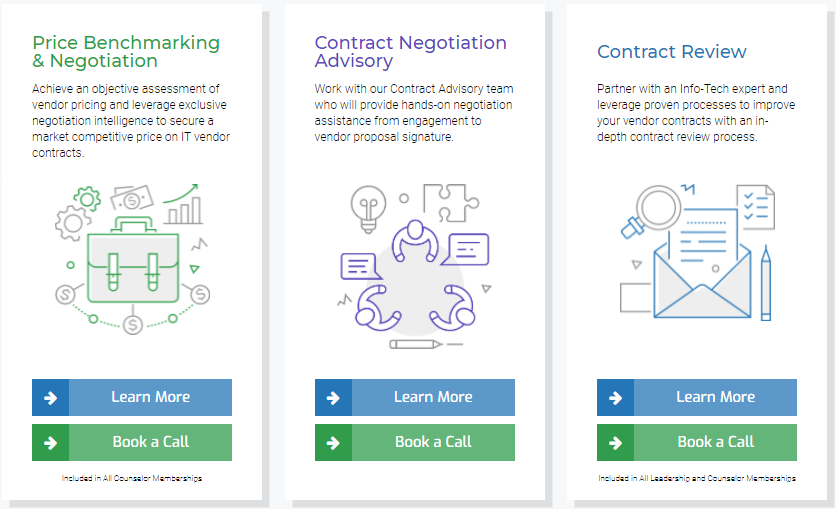 Price Benchmarking
& Negotiation
Achieve an objective assessment of
vendor pricing and leverage exclusive
negotiation intelligence to secure a
market competitive price on IT vendor
contracts.
Learn More
Book a Call
Included in All Counselor Memberships
Contract Negotiation
Advisory
Work with our Contract Advisory team
who will provide hands-on negotiation
assistance from engagement to
vendor proposal signature.
Learn More
Book a Call
Contract Review
Partner with an Info-Tech expert and
leverage proven processes to improve
your vendor contracts with an in-
depth contract review process.
Learn More
Book a Call
Included in All Leadership and Counselor Memberships